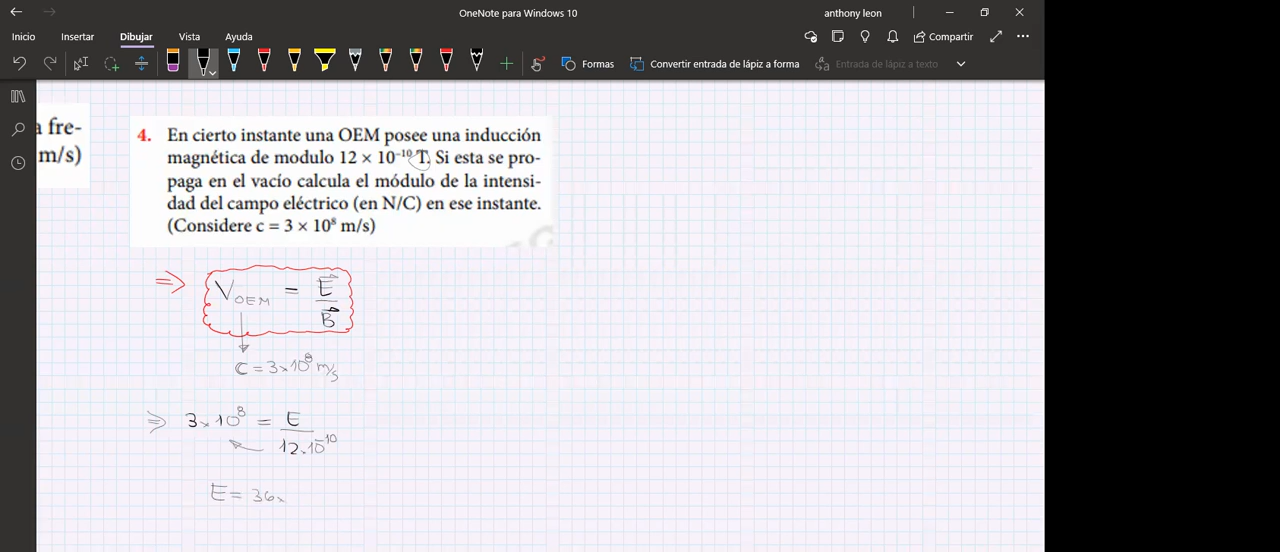 OneNote para Windows 10
anthony leon
Inicio Insertar Dibujar Vista Ayuda
Compartir
Formas
Convertir entrada de lápiz a forma
Entrada de lápiz a texto
a fre-
m/s)
4. En cierto instante una OEM posee una inducción
magnética de modulo 12 × 10⁻¹⁰ T. Si esta se pro-
paga en el vacío calcula el módulo de la intensi-
dad del campo eléctrico (en N/C) en ese instante.
(Considere c = 3 × 10⁸ m/s)
⇒ V_OEM = E⃗ / B⃗
C = 3×10⁸ m/s
⇒ 3×10⁸ = E / 12.10⁻¹⁰
E = 36×